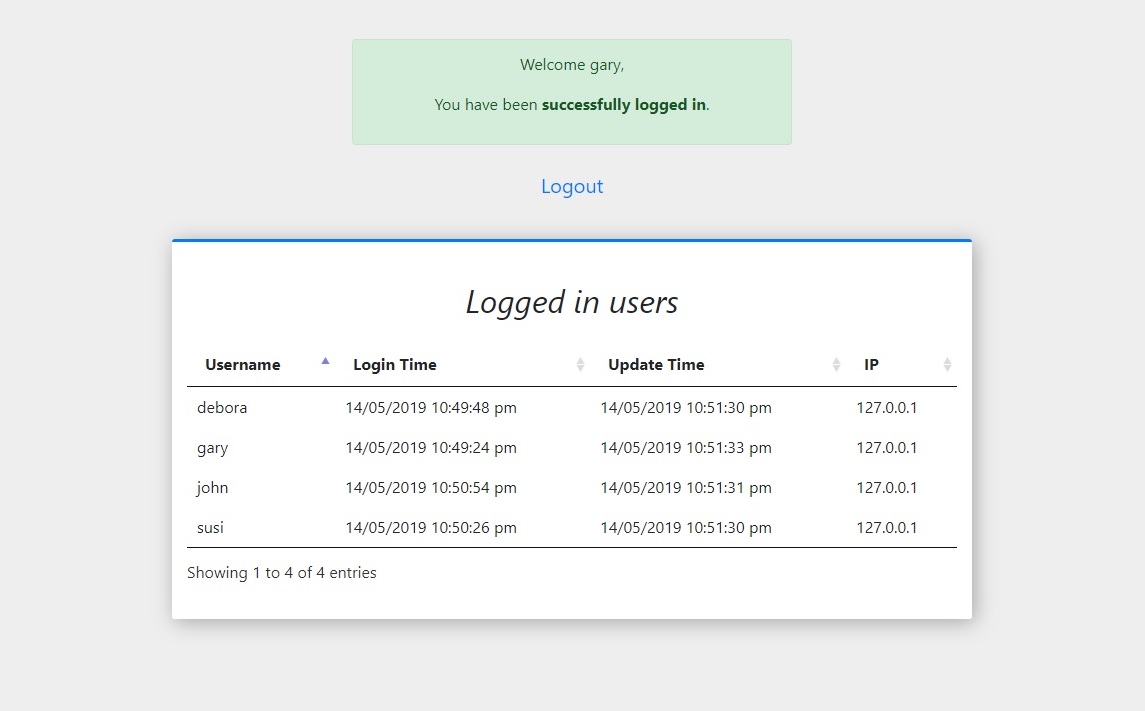 Welcome gary,
You have been successfully logged in.
Logout
Logged in users
Username Login Time Update Time IP
debora 14/05/2019 10:49:48 pm 14/05/2019 10:51:30 pm 127.0.0.1
gary 14/05/2019 10:49:24 pm 14/05/2019 10:51:33 pm 127.0.0.1
john 14/05/2019 10:50:54 pm 14/05/2019 10:51:31 pm 127.0.0.1
susi 14/05/2019 10:50:26 pm 14/05/2019 10:51:30 pm 127.0.0.1
Showing 1 to 4 of 4 entries